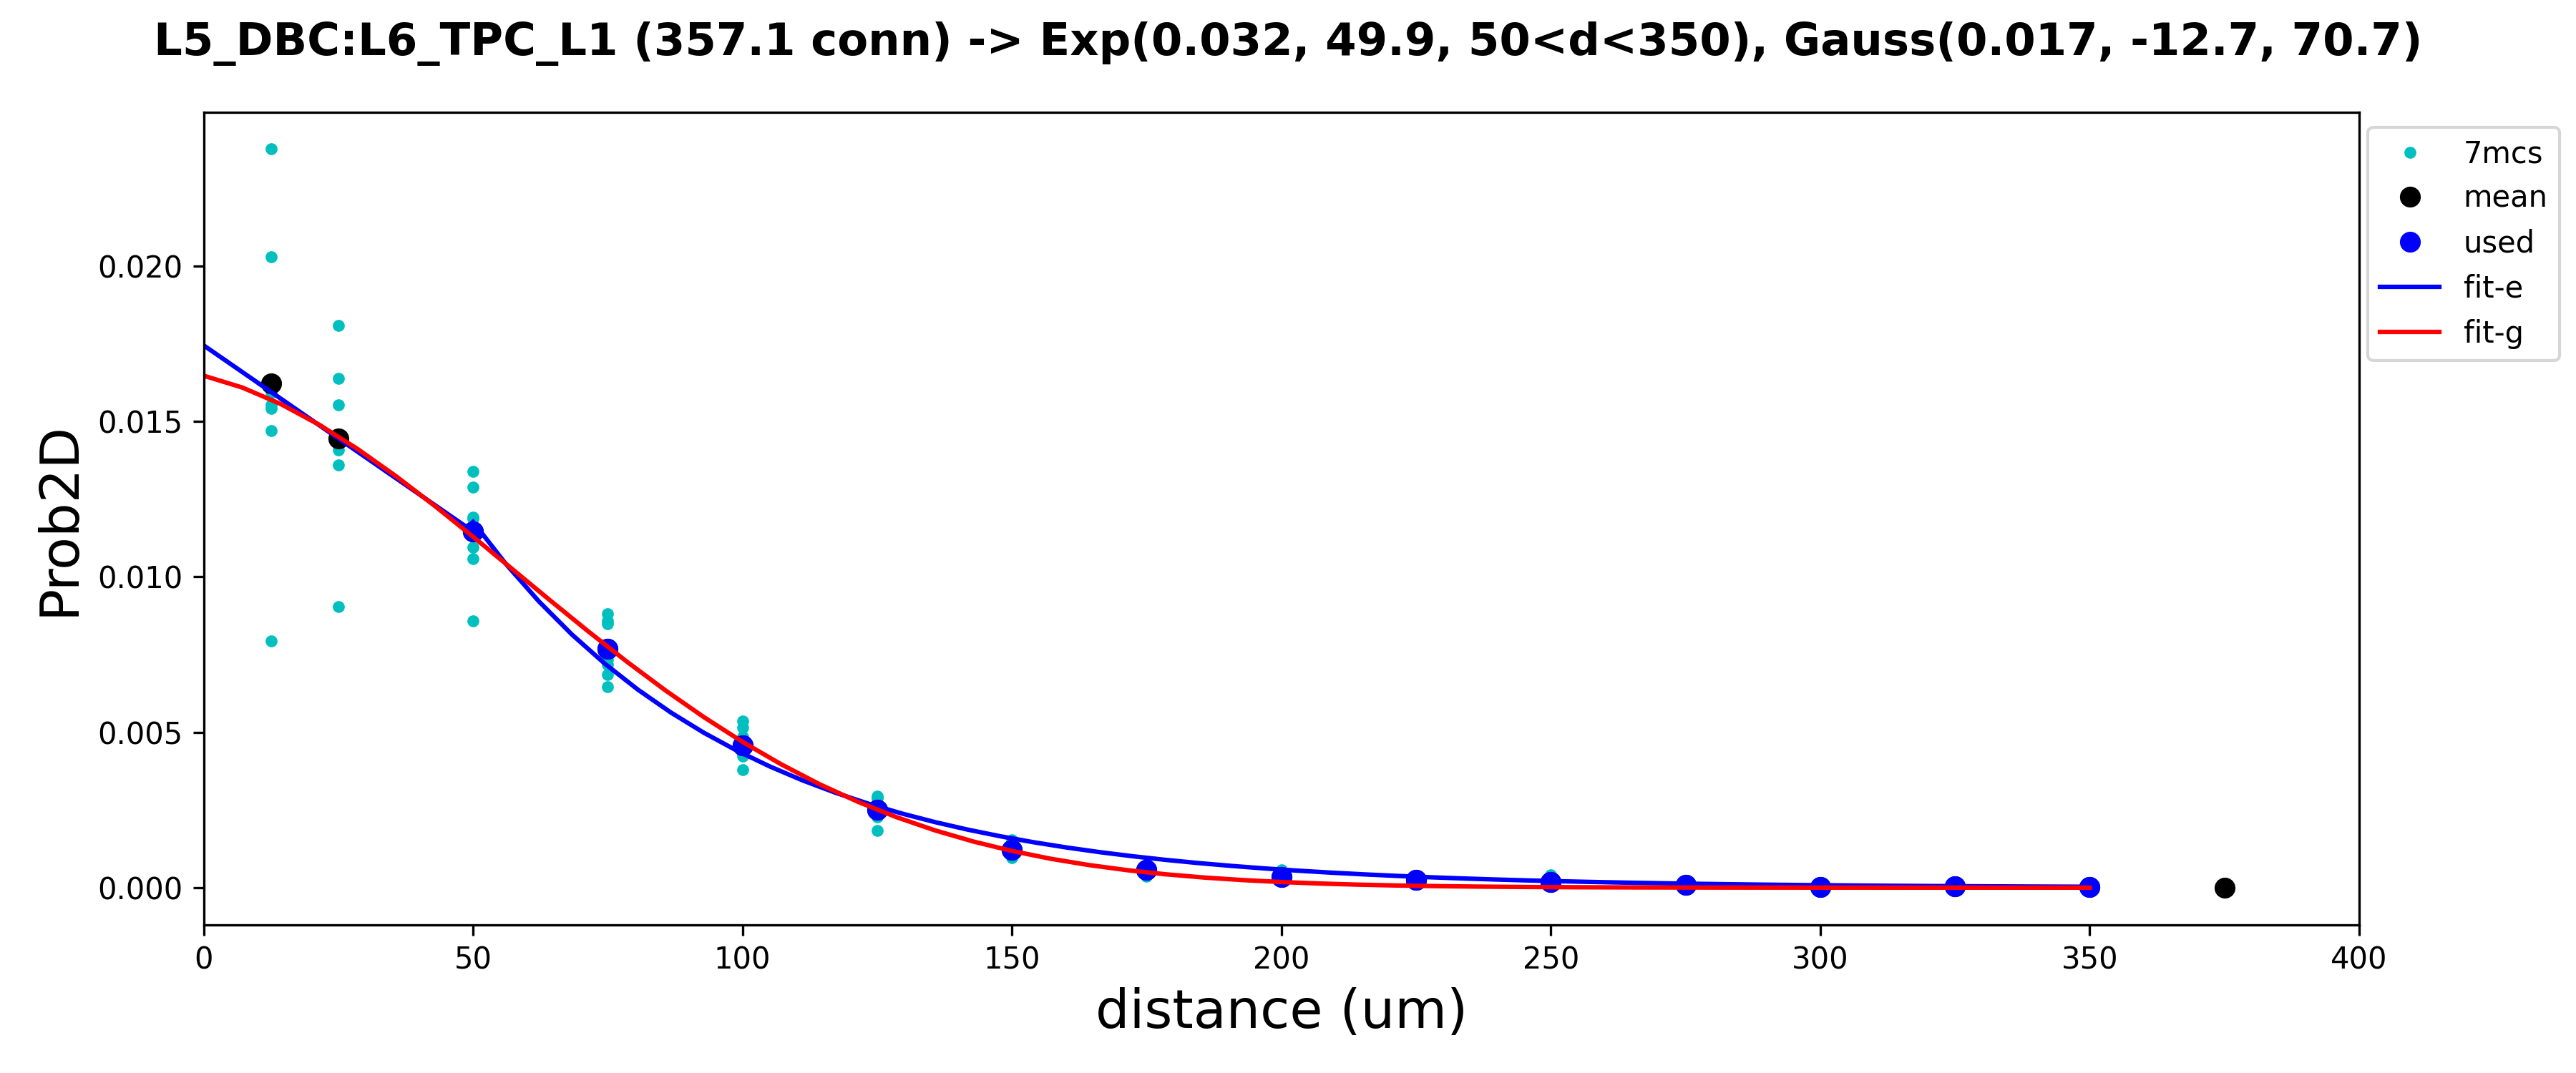 L5_DBC:L6_TPC_L1 (357.1 conn) -> Exp(0.032, 49.9, 50<d<350), Gauss(0.017, -12.7, 70.7)
7mcs
mean
used
fit-e
fit-g
0.020
0.015
0.010
0.005
0.000
Prob2D
0 50 100 150 200 250 300 350 400
distance (um)